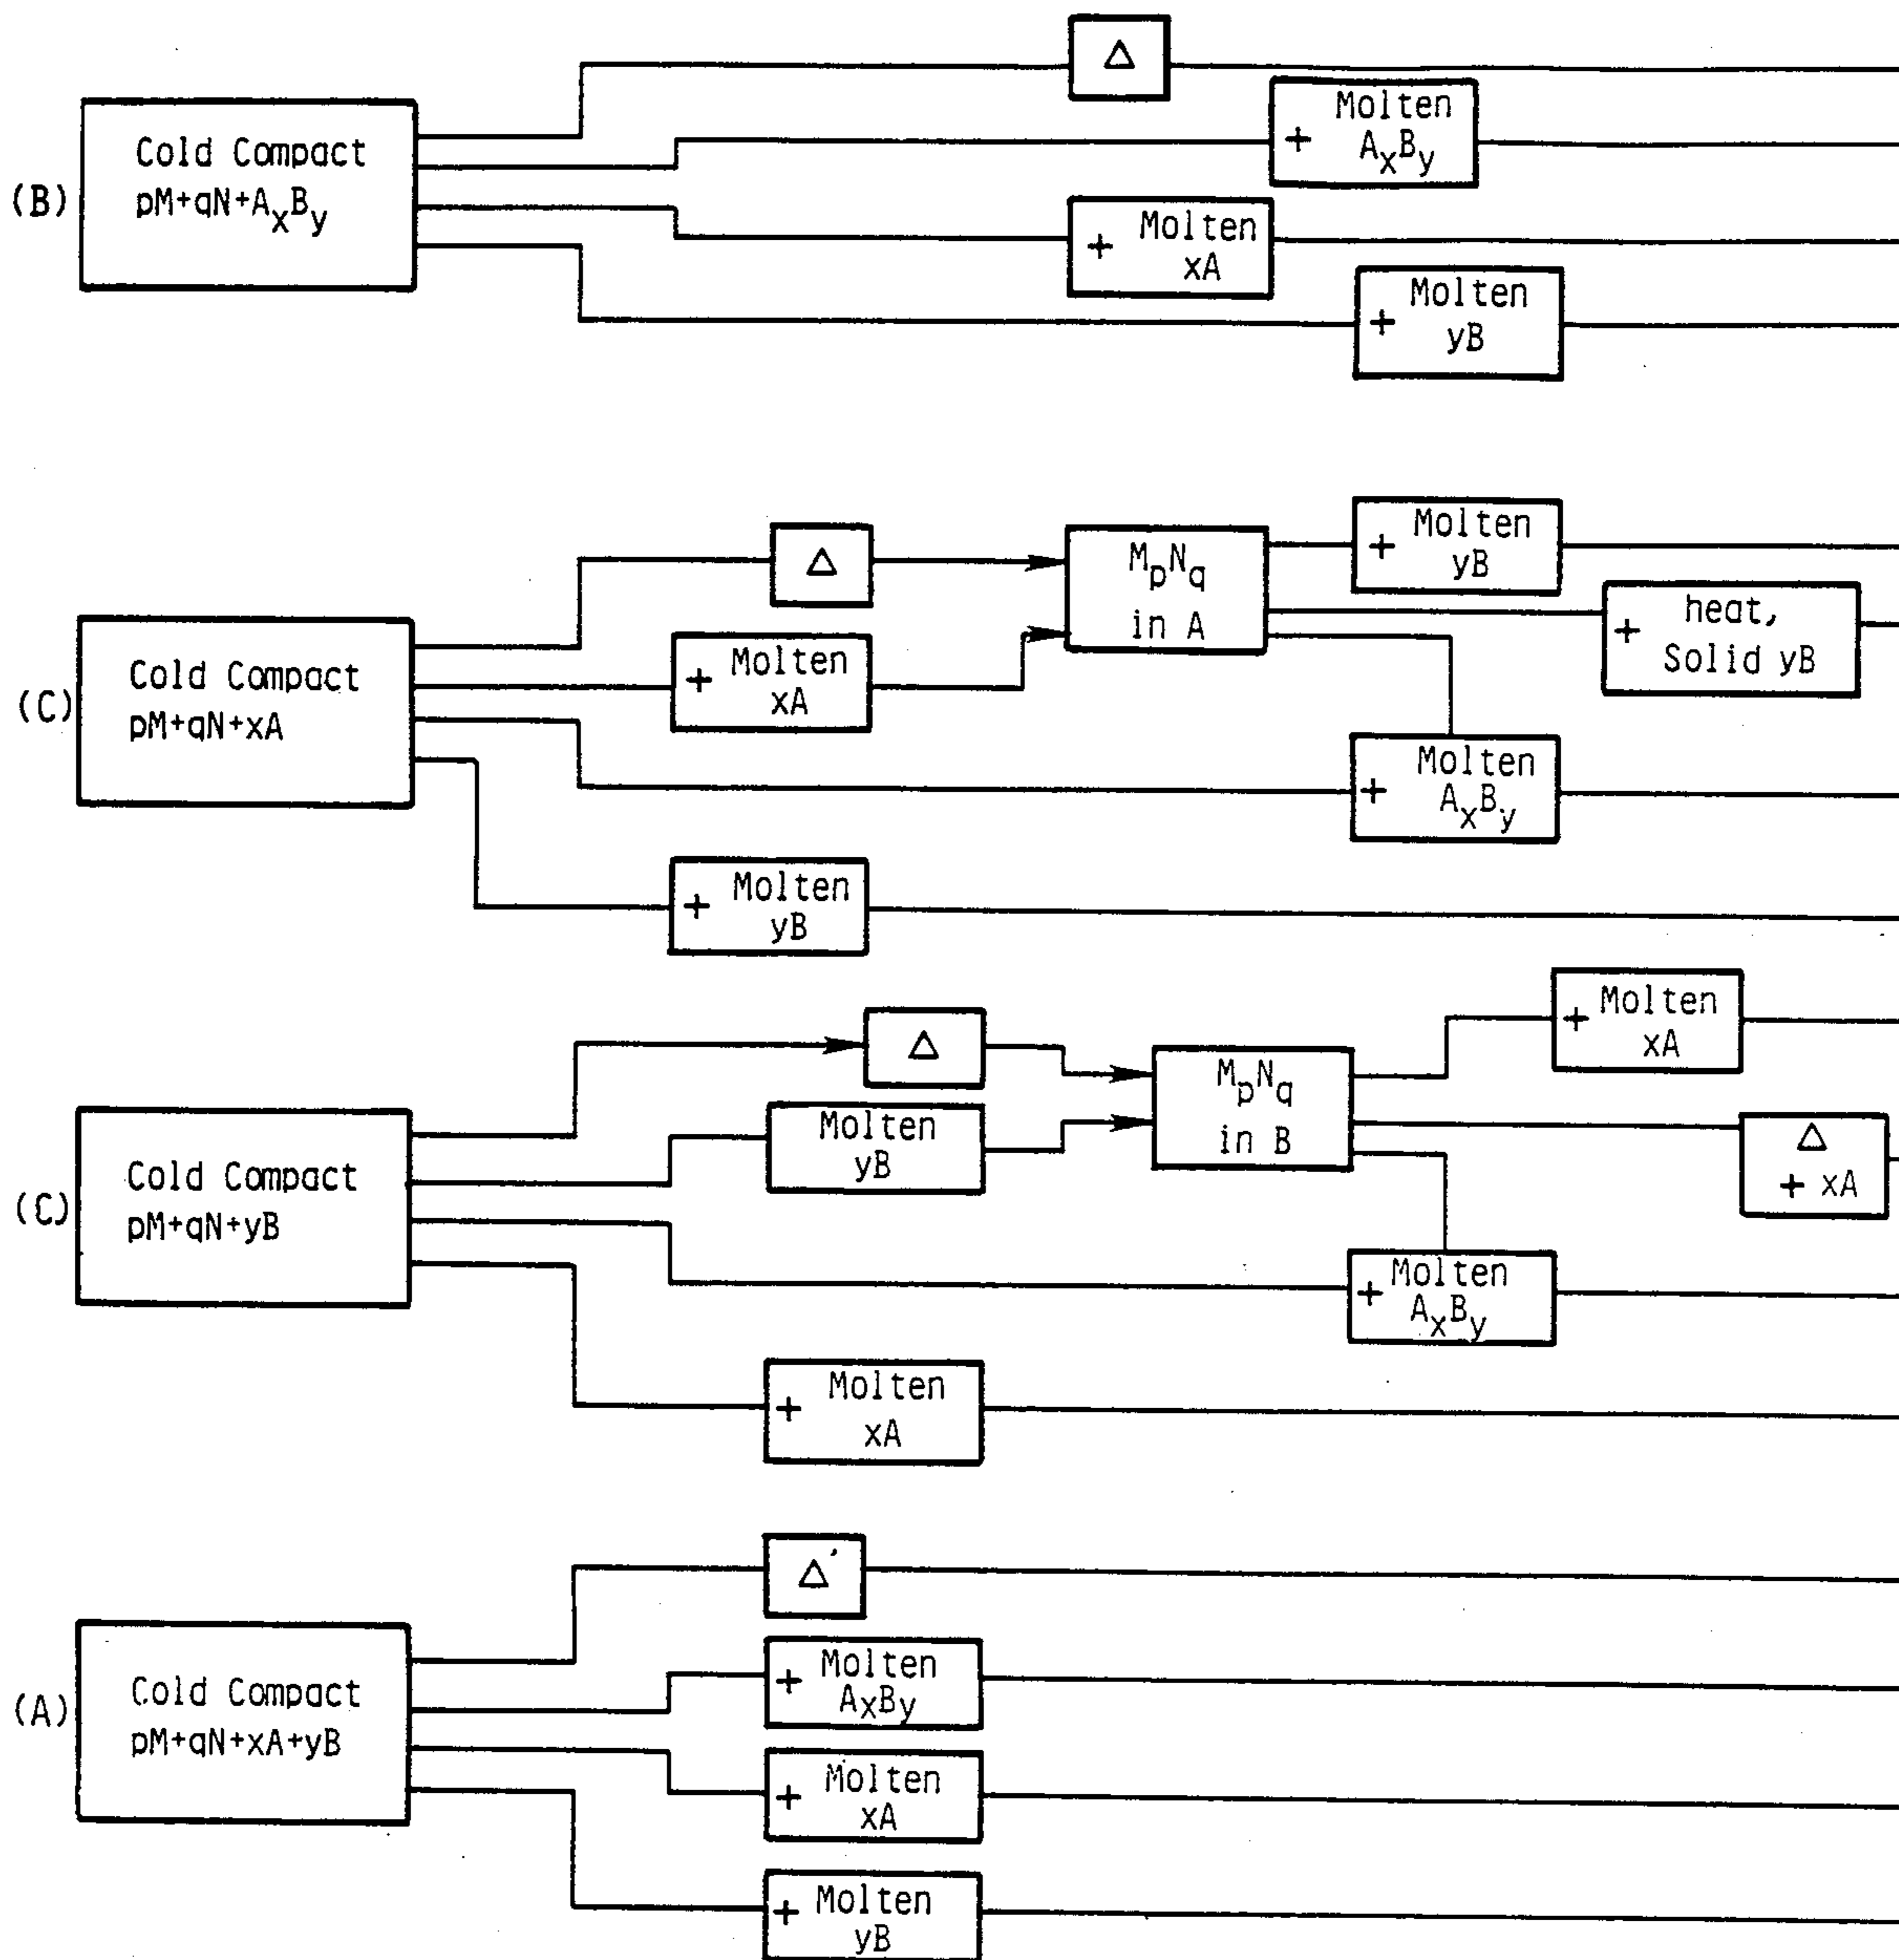 Δ
(B)
Cold Compact
pM+qN+AxBy
+ Molten
AxBy
+ Molten
xA
+ Molten
yB
(C)
Cold Compact
pM+qN+xA
Δ
+ Molten
xA
MpNq
in A
+ Molten
yB
+ heat,
Solid yB
+ Molten
AxBy
+ Molten
yB
(C)
Cold Compact
pM+qN+yB
Δ
Molten
yB
MpNq
in B
+ Molten
xA
Δ
+ xA
+ Molten
AxBy
+ Molten
xA
(A)
Cold Compact
pM+qN+xA+yB
Δ
+ Molten
AxBy
+ Molten
xA
+ Molten
yB